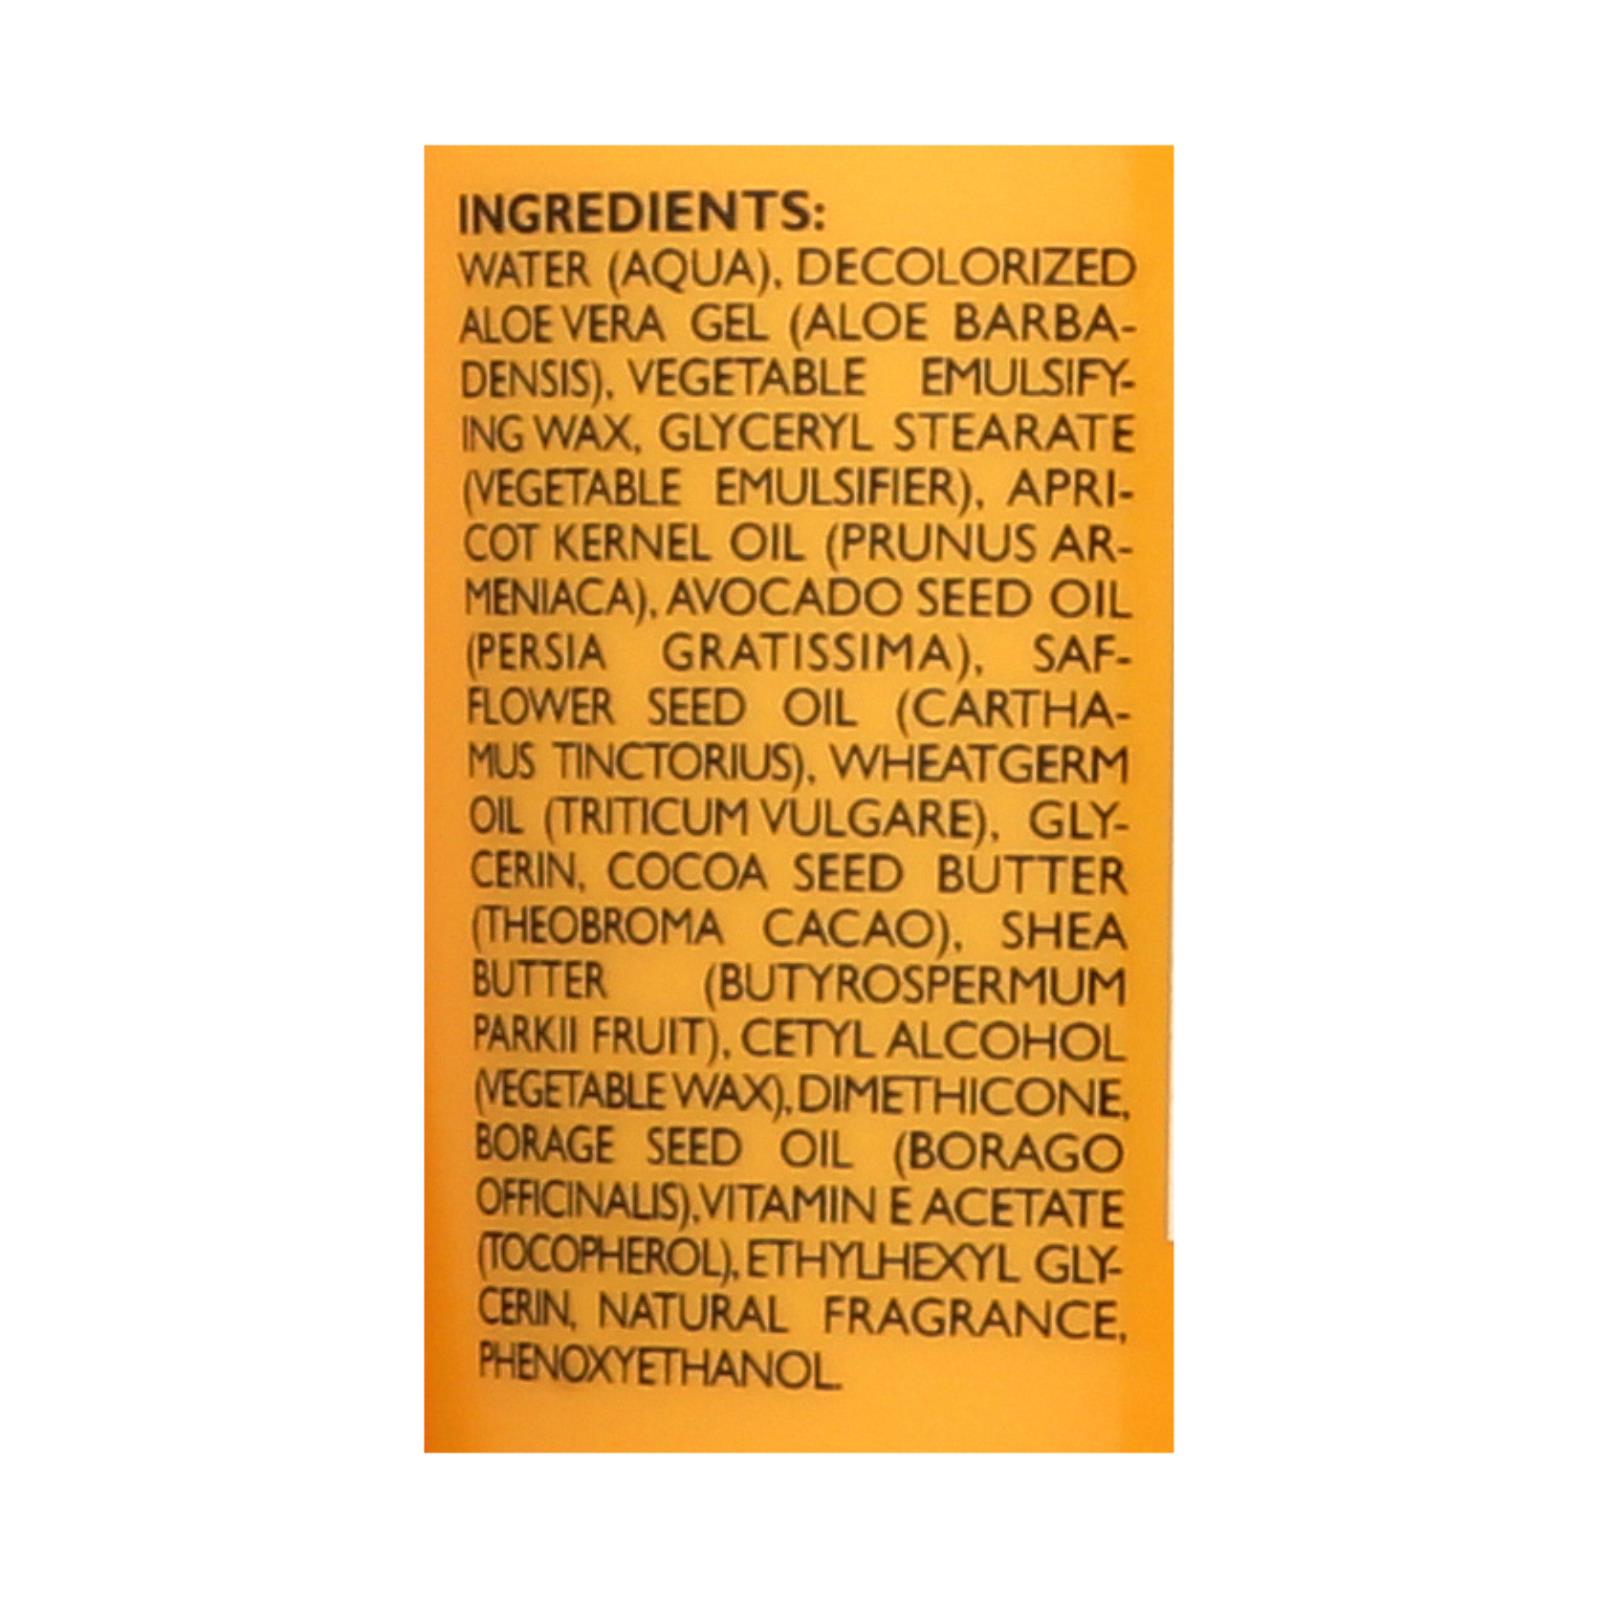 INGREDIENTS:
WATER (AQUA), DECOLORIZED
ALOE VERA GEL (ALOE BARBA-
DENSIS), VEGETABLE EMULSIFY-
ING WAX, GLYCERYL STEARATE
(VEGETABLE EMULSIFIER), APRI-
COT KERNEL OIL (PRUNUS AR-
MENIACA), AVOCADO SEED OIL
(PERSIA GRATISSIMA), SAF-
FLOWER SEED OIL (CARTHA-
MUS TINCTORIUS), WHEATGERM
OIL (TRITICUM VULGARE), GLY-
CERIN, COCOA SEED BUTTER
(THEOBROMA CACAO), SHEA
BUTTER (BUTYROSPERMUM
PARKII FRUIT), CETYL ALCOHOL
(VEGETABLE WAX), DIMETHICONE,
BORAGE SEED OIL (BORAGO
OFFICINALIS), VITAMIN E ACETATE
(TOCOPHEROL), ETHYLHEXYL GLY-
CERIN, NATURAL FRAGRANCE,
PHENOXYETHANOL.